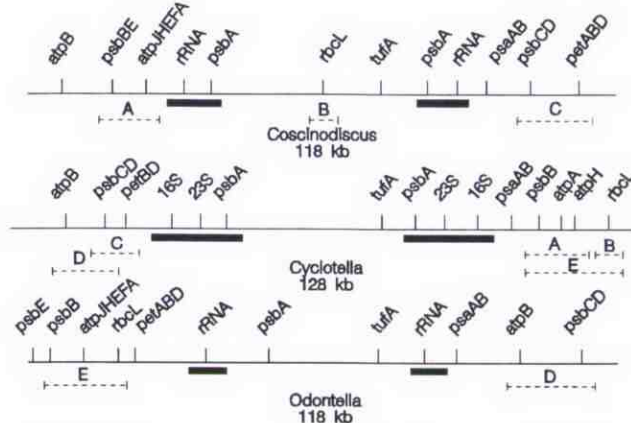 atpB psbBE atpJHEFA rRNA psbA rbcL tufA psbA rRNA psaAB psbCD petABD
A B C
Coscinodiscus
118 kb
atpB psbCD petBD 16S 23S psbA tufA psbA 23S 16S psaAB psbB atpA atpH rbcL
C A B
D E
Cyclotella
128 kb
psbE psbB atpJHEFA rbcL petABD rRNA psbA tufA rRNA psaAB atpB psbCD
E D
Odontella
118 kb